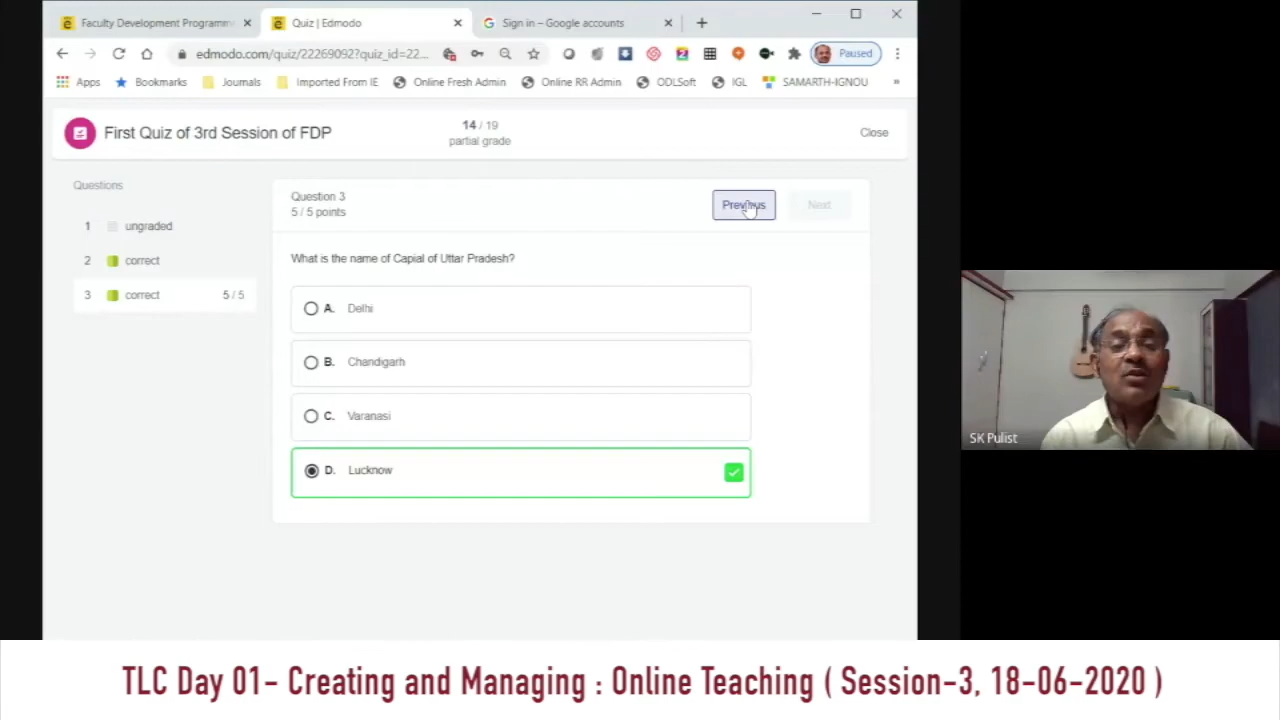 Faculty Development Programm
Quiz | Edmodo
Sign in – Google accounts
edmodo.com/quiz/22269092?quiz_id=22...
Paused
Apps
Bookmarks
Journals
Imported From IE
Online Fresh Admin
Online RR Admin
ODLSoft
IGL
SAMARTH-IGNOU
»
First Quiz of 3rd Session of FDP
14 / 19
partial grade
Close
Questions
1 ungraded
2 correct
3 correct 5 / 5
Question 3
5 / 5 points
Previous
Next
What is the name of Capial of Uttar Pradesh?
A. Delhi
B. Chandigarh
C. Varanasi
D. Lucknow
SK Pulist
TLC Day 01- Creating and Managing : Online Teaching ( Session-3, 18-06-2020 )